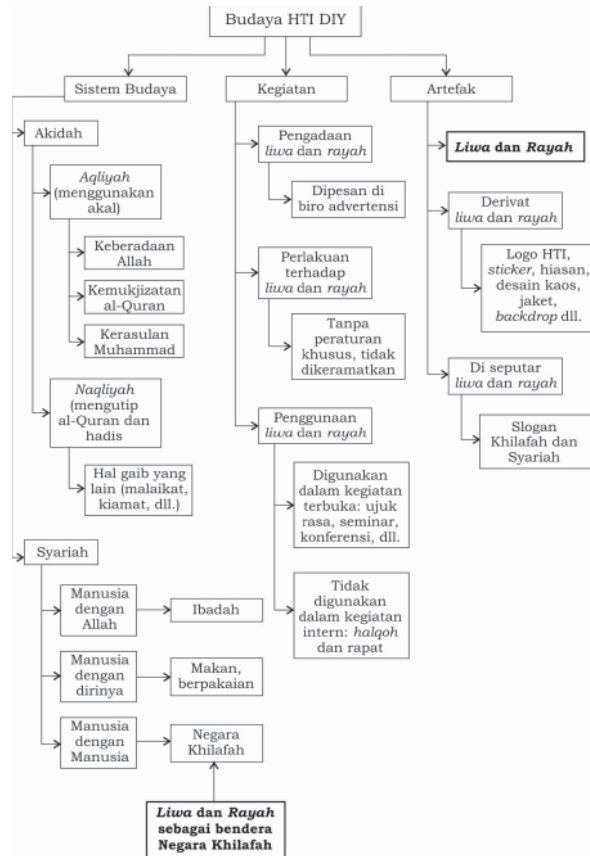 Budaya HTI DIY
Sistem Budaya
Akidah
Aqliyah
(menggunakan
akal)
Keberadaan
Allah
Kemukjizatan
al-Quran
Kerasulan
Muhammad
Naqliyah
(mengutip
al-Quran dan
hadis
Hal gaib yang
lain (malaikat,
kiamat, dll.)
Syariah
Manusia
dengan
Allah
Ibadah
Manusia
dengan
dirinya
Makan,
berpakaian
Manusia
dengan
Manusia
Negara
Khilafah
Liwa dan Rayah
sebagai bendera
Negara Khilafah
Kegiatan
Pengadaan
liwa dan rayah
Dipesan di
biro advertensi
Perlakuan
terhadap
liwa dan rayah
Tanpa
peraturan
khusus, tidak
dikeramatkan
Penggunaan
liwa dan rayah
Digunakan
dalam kegiatan
terbuka: ujuk
rasa, seminar,
konferensi, dll.
Tidak
digunakan
dalam kegiatan
intern: halqoh
dan rapat
Artefak
Liwa dan Rayah
Derivat
liwa dan rayah
Logo HTI,
sticker, hiasan,
desain kaos,
jaket,
backdrop dll.
Di seputar
liwa dan rayah
Slogan
Khilafah dan
Syariah